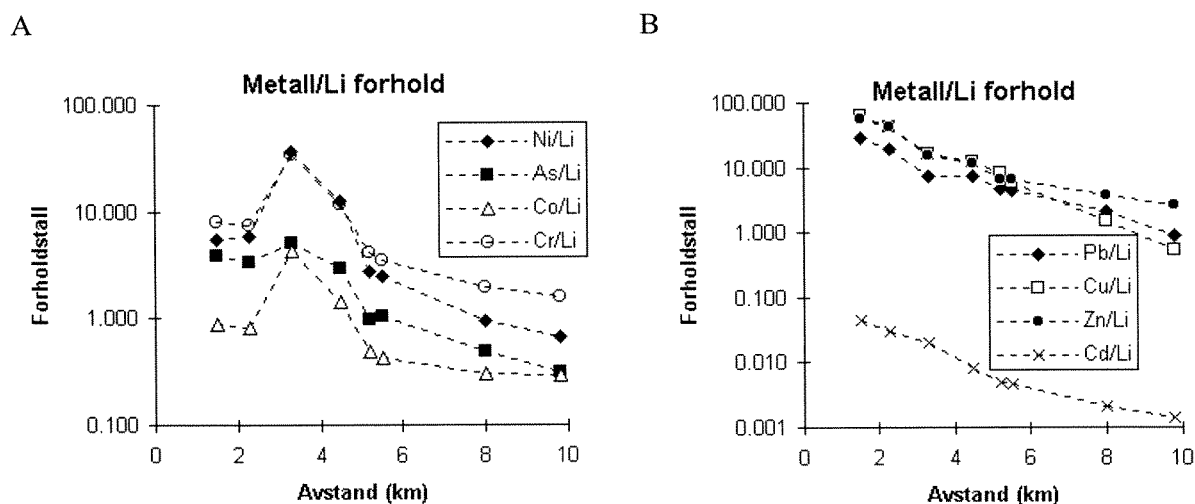 A
Metall/Li forhold
100.000
10.000
1.000
0.100
Forholdstall
0 2 4 6 8 10
Avstand (km)
Ni/Li
As/Li
Co/Li
Cr/Li
B
Metall/Li forhold
100.000
10.000
1.000
0.100
0.010
0.001
Forholdstall
0 2 4 6 8 10
Avstand (km)
Pb/Li
Cu/Li
Zn/Li
Cd/Li